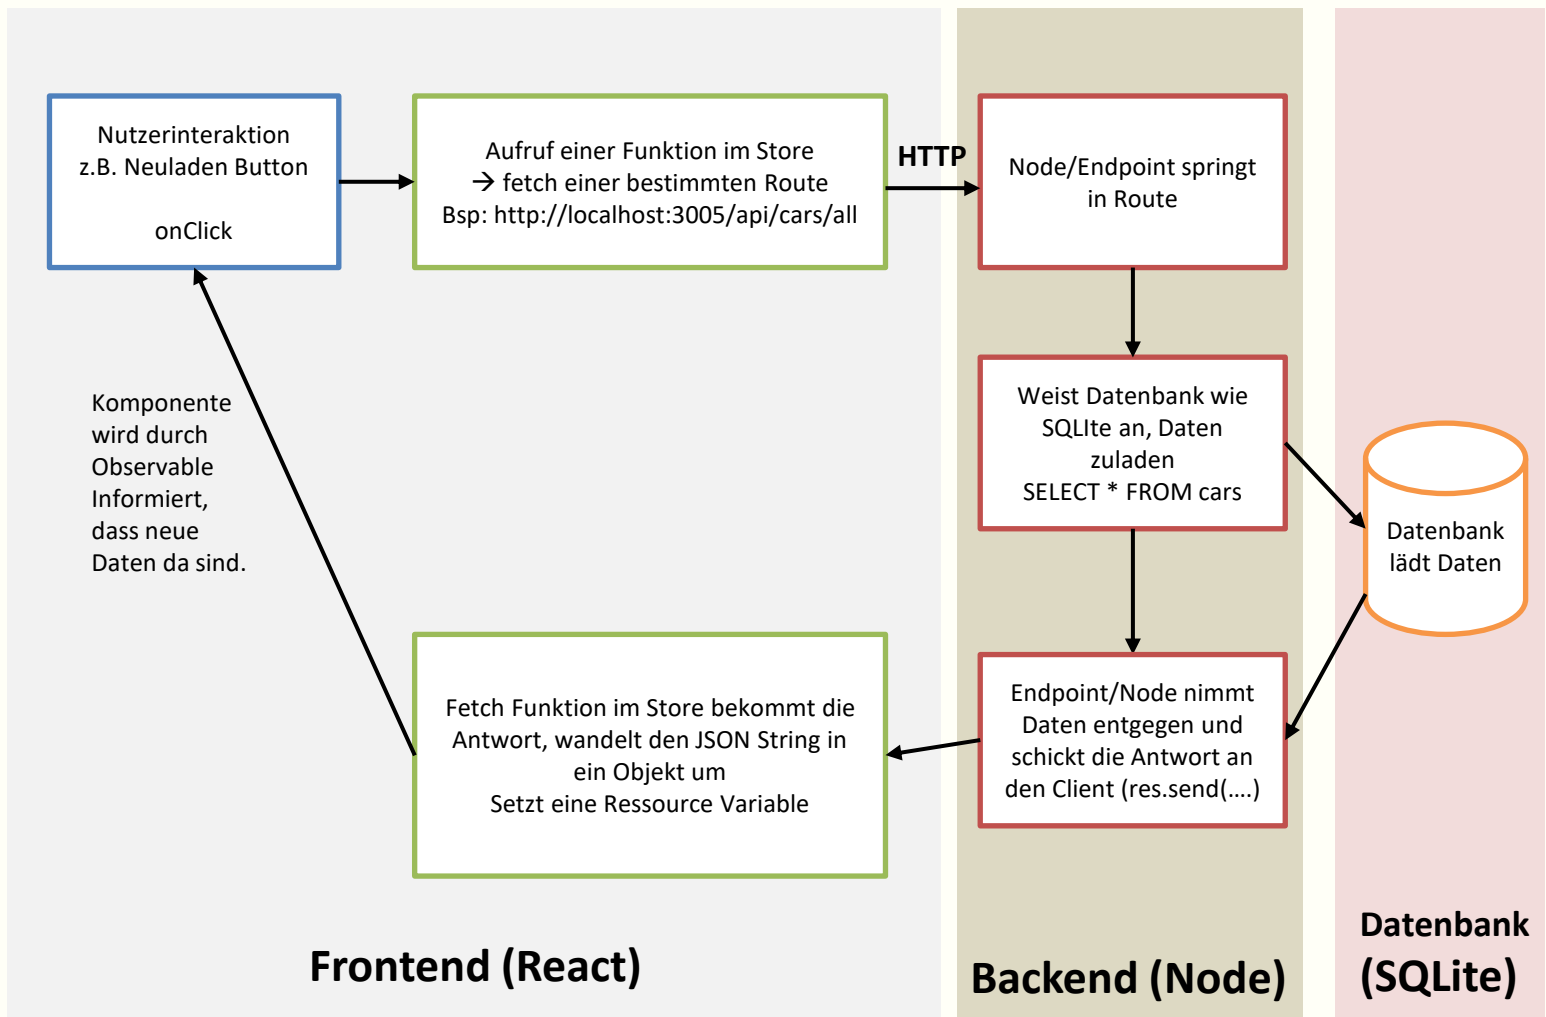 Nutzerinteraktion
z.B. Neuladen Button
onClick
Aufruf einer Funktion im Store
→ fetch einer bestimmten Route
Bsp: http://localhost:3005/api/cars/all
HTTP
Node/Endpoint springt
in Route
Weist Datenbank wie
SQLIte an, Daten
zuladen
SELECT * FROM cars
Datenbank
lädt Daten
Endpoint/Node nimmt
Daten entgegen und
schickt die Antwort an
den Client (res.send(....)
Fetch Funktion im Store bekommt die
Antwort, wandelt den JSON String in
ein Objekt um
Setzt eine Ressource Variable
Komponente
wird durch
Observable
Informiert,
dass neue
Daten da sind.
Frontend (React)
Backend (Node)
Datenbank
(SQLite)